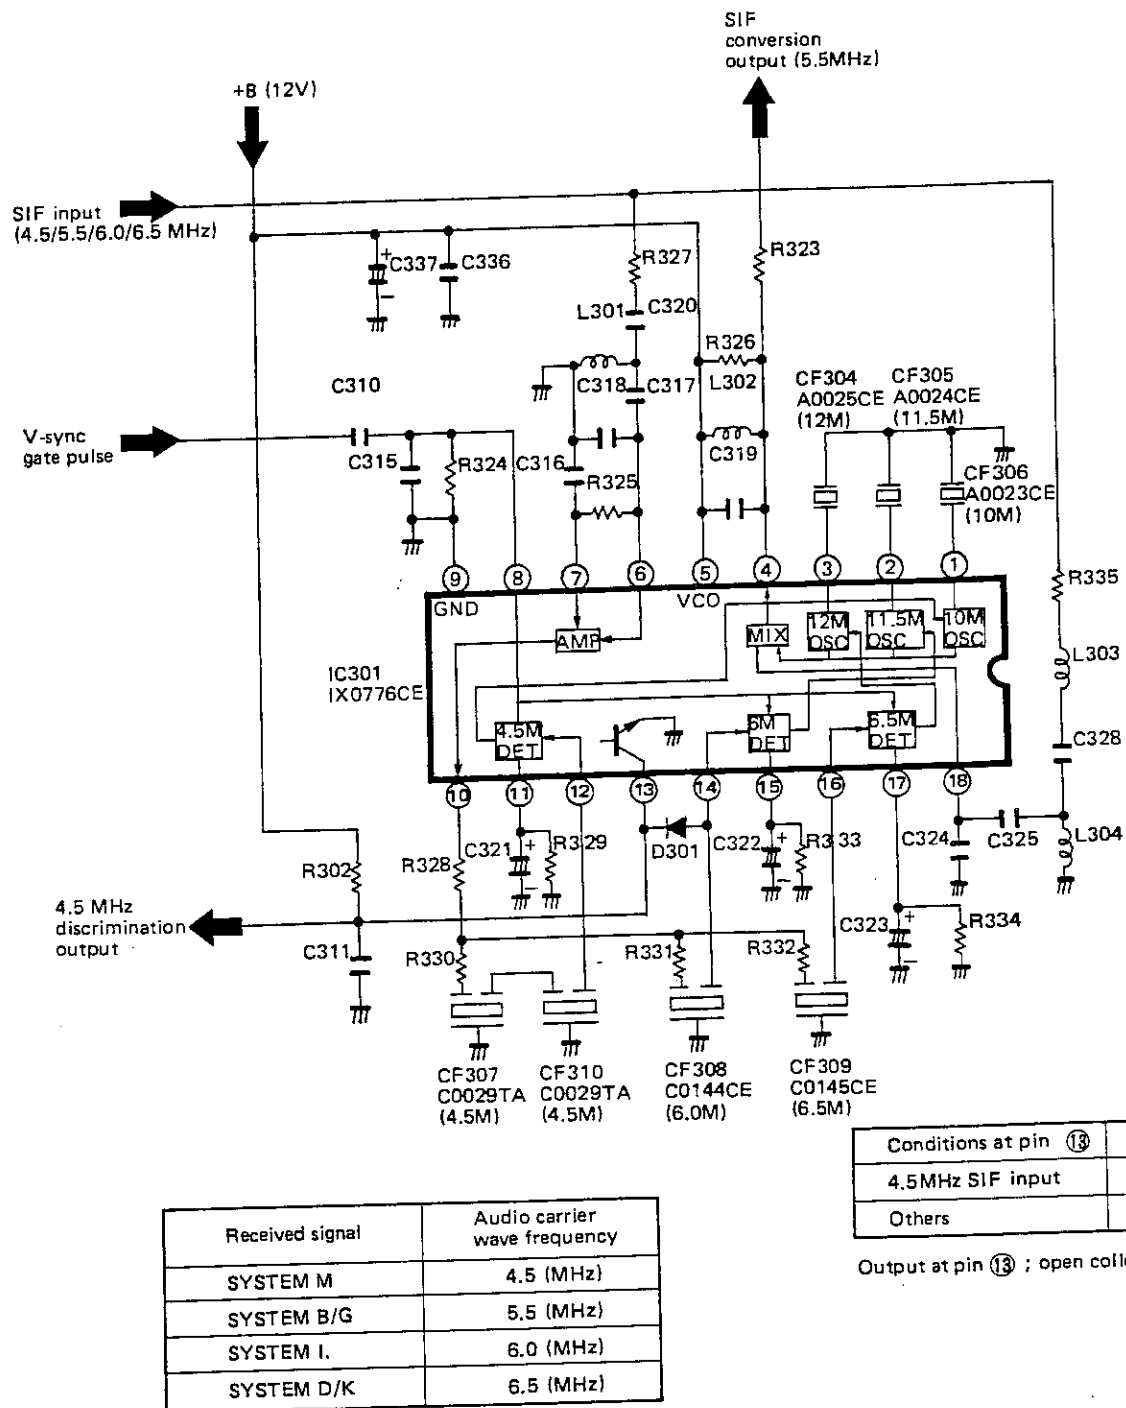 SIF
conversion
output (5.5MHz)
+B (12V)
SIF input
(4.5/5.5/6.0/6.5 MHz)
C337
+
−
C336
R327
R323
L301
C320
R326
C310
C318
C317
L302
CF304
A0025CE
(12M)
CF305
A0024CE
(11.5M)
V-sync
gate pulse
C315
R324
C316
R325
C319
CF306
A0023CE
(10M)
9
8
7
6
5
4
3
2
1
R335
GND
VCO
AMP
MIX
12M
OSC
11.5M
OSC
10M
OSC
IC301
IX0776CE
L303
4.5M
DET
6M
DET
6.5M
DET
C328
10
11
12
13
14
15
16
17
18
C321
+
−
R329
D301
C322
+
−
R333
C324
C325
L304
R302
R328
4.5 MHz
discrimination
output
C311
R330
R331
R332
C323
+
−
R334
CF307
C0029TA
(4.5M)
CF310
C0029TA
(4.5M)
CF308
C0144CE
(6.0M)
CF309
C0145CE
(6.5M)
Conditions at pin ⑬
4.5MHz SIF input
Others
Output at pin ⑬ ; open colle
Received signal
Audio carrier
wave frequency
SYSTEM M
4.5 (MHz)
SYSTEM B/G
5.5 (MHz)
SYSTEM I.
6.0 (MHz)
SYSTEM D/K
6.5 (MHz)